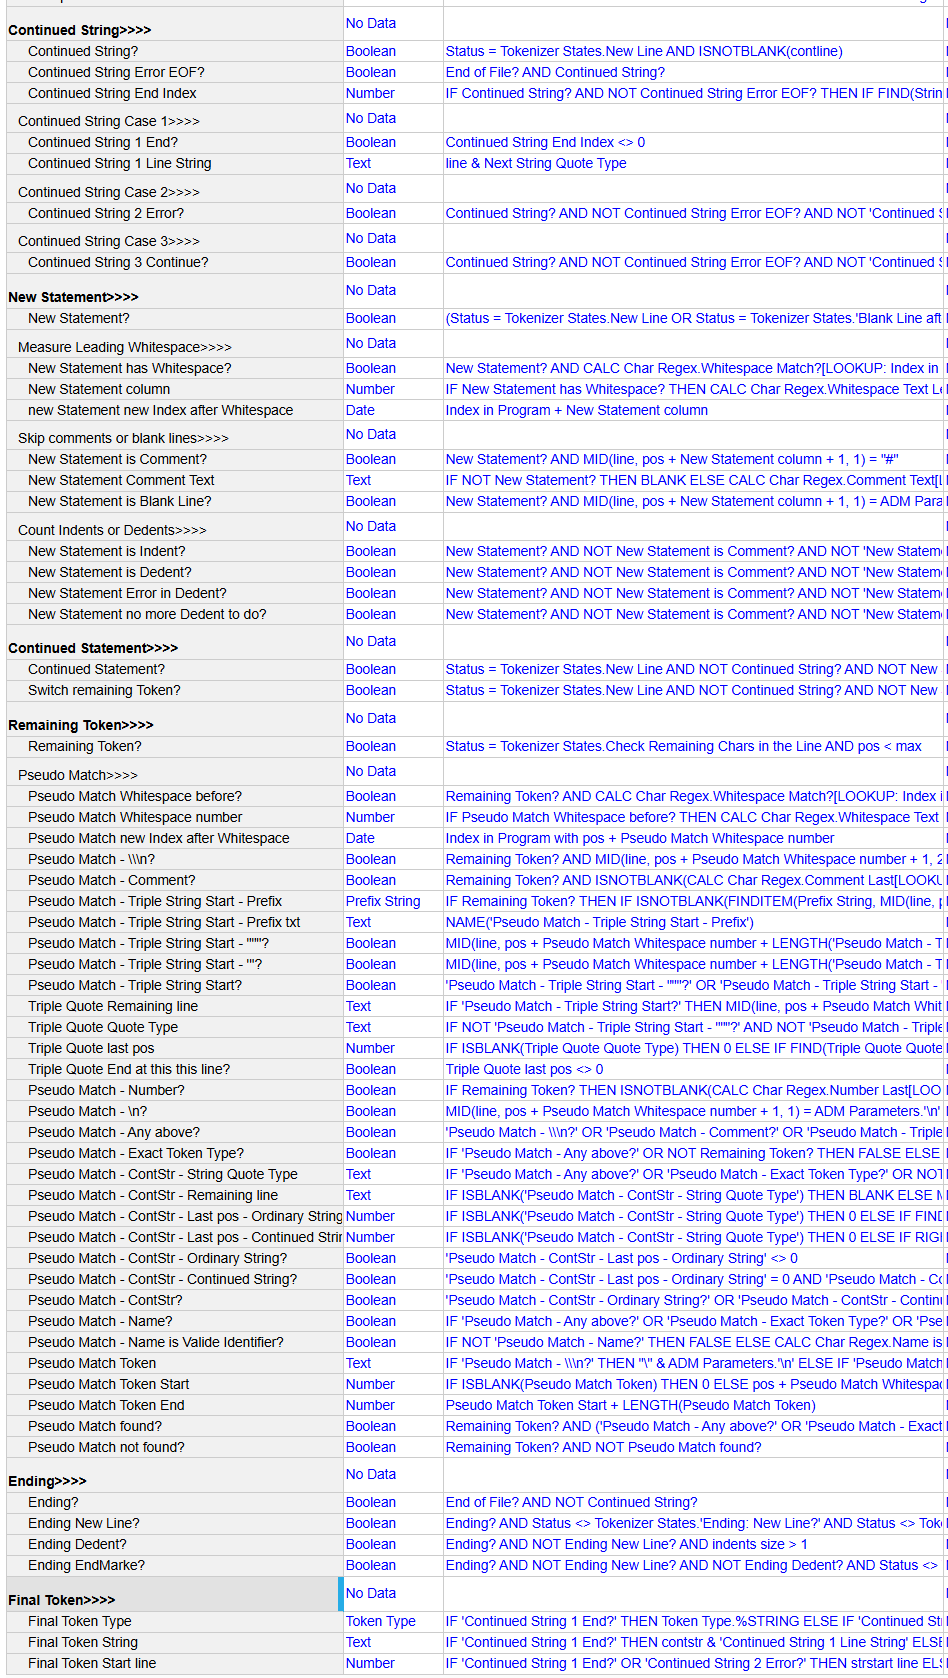 Continued String>>>> No Data
Continued String? Boolean Status = Tokenizer States.New Line AND ISNOTBLANK(contline)
Continued String Error EOF? Boolean End of File? AND Continued String?
Continued String End Index Number IF Continued String? AND NOT Continued String Error EOF? THEN IF FIND(Strin
Continued String Case 1>>>> No Data
Continued String 1 End? Boolean Continued String End Index <> 0
Continued String 1 Line String Text line & Next String Quote Type
Continued String Case 2>>>> No Data
Continued String 2 Error? Boolean Continued String? AND NOT Continued String Error EOF? AND NOT 'Continued S
Continued String Case 3>>>> No Data
Continued String 3 Continue? Boolean Continued String? AND NOT Continued String Error EOF? AND NOT 'Continued S
New Statement>>>> No Data
New Statement? Boolean (Status = Tokenizer States.New Line OR Status = Tokenizer States.'Blank Line aft
Measure Leading Whitespace>>>> No Data
New Statement has Whitespace? Boolean New Statement? AND CALC Char Regex.Whitespace Match?[LOOKUP: Index in
New Statement column Number IF New Statement has Whitespace? THEN CALC Char Regex.Whitespace Text Le
new Statement new Index after Whitespace Date Index in Program + New Statement column
Skip comments or blank lines>>>> No Data
New Statement is Comment? Boolean New Statement? AND MID(line, pos + New Statement column + 1, 1) = "#"
New Statement Comment Text Text IF NOT New Statement? THEN BLANK ELSE CALC Char Regex.Comment Text[L
New Statement is Blank Line? Boolean New Statement? AND MID(line, pos + New Statement column + 1, 1) = ADM Para
Count Indents or Dedents>>>> No Data
New Statement is Indent? Boolean New Statement? AND NOT New Statement is Comment? AND NOT 'New Statem
New Statement is Dedent? Boolean New Statement? AND NOT New Statement is Comment? AND NOT 'New Statem
New Statement Error in Dedent? Boolean New Statement? AND NOT New Statement is Comment? AND NOT 'New Statem
New Statement no more Dedent to do? Boolean New Statement? AND NOT New Statement is Comment? AND NOT 'New Statem
Continued Statement>>>> No Data
Continued Statement? Boolean Status = Tokenizer States.New Line AND NOT Continued String? AND NOT New
Switch remaining Token? Boolean Status = Tokenizer States.New Line AND NOT Continued String? AND NOT New
Remaining Token>>>> No Data
Remaining Token? Boolean Status = Tokenizer States.Check Remaining Chars in the Line AND pos < max
Pseudo Match>>>> No Data
Pseudo Match Whitespace before? Boolean Remaining Token? AND CALC Char Regex.Whitespace Match?[LOOKUP: Index i
Pseudo Match Whitespace number Number IF Pseudo Match Whitespace before? THEN CALC Char Regex.Whitespace Text
Pseudo Match new Index after Whitespace Date Index in Program with pos + Pseudo Match Whitespace number
Pseudo Match - \\\n? Boolean Remaining Token? AND MID(line, pos + Pseudo Match Whitespace number + 1, 2
Pseudo Match - Comment? Boolean Remaining Token? AND ISNOTBLANK(CALC Char Regex.Comment Last[LOOKU
Pseudo Match - Triple String Start - Prefix Prefix String IF Remaining Token? THEN IF ISNOTBLANK(FINDITEM(Prefix String, MID(line, p
Pseudo Match - Triple String Start - Prefix txt Text NAME('Pseudo Match - Triple String Start - Prefix')
Pseudo Match - Triple String Start - """? Boolean MID(line, pos + Pseudo Match Whitespace number + LENGTH('Pseudo Match - T
Pseudo Match - Triple String Start - '''? Boolean MID(line, pos + Pseudo Match Whitespace number + LENGTH('Pseudo Match - T
Pseudo Match - Triple String Start? Boolean 'Pseudo Match - Triple String Start - """?' OR 'Pseudo Match - Triple String Start -
Triple Quote Remaining line Text IF 'Pseudo Match - Triple String Start?' THEN MID(line, pos + Pseudo Match Whit
Triple Quote Quote Type Text IF NOT 'Pseudo Match - Triple String Start - """?' AND NOT 'Pseudo Match - Triple
Triple Quote last pos Number IF ISBLANK(Triple Quote Quote Type) THEN 0 ELSE IF FIND(Triple Quote Quote
Triple Quote End at this this line? Boolean Triple Quote last pos <> 0
Pseudo Match - Number? Boolean IF Remaining Token? THEN ISNOTBLANK(CALC Char Regex.Number Last[LOO
Pseudo Match - \n? Boolean MID(line, pos + Pseudo Match Whitespace number + 1, 1) = ADM Parameters.'\n'
Pseudo Match - Any above? Boolean 'Pseudo Match - \\\n?' OR 'Pseudo Match - Comment?' OR 'Pseudo Match - Triple
Pseudo Match - Exact Token Type? Boolean IF 'Pseudo Match - Any above?' OR NOT Remaining Token? THEN FALSE ELSE
Pseudo Match - ContStr - String Quote Type Text IF 'Pseudo Match - Any above?' OR 'Pseudo Match - Exact Token Type?' OR NOT
Pseudo Match - ContStr - Remaining line Text IF ISBLANK('Pseudo Match - ContStr - String Quote Type') THEN BLANK ELSE M
Pseudo Match - ContStr - Last pos - Ordinary String Number IF ISBLANK('Pseudo Match - ContStr - String Quote Type') THEN 0 ELSE IF FIND
Pseudo Match - ContStr - Last pos - Continued Strin Number IF ISBLANK('Pseudo Match - ContStr - String Quote Type') THEN 0 ELSE IF RIG
Pseudo Match - ContStr - Ordinary String? Boolean 'Pseudo Match - ContStr - Last pos - Ordinary String' <> 0
Pseudo Match - ContStr - Continued String? Boolean 'Pseudo Match - ContStr - Last pos - Ordinary String' = 0 AND 'Pseudo Match - Co
Pseudo Match - ContStr? Boolean 'Pseudo Match - ContStr - Ordinary String?' OR 'Pseudo Match - ContStr - Contin
Pseudo Match - Name? Boolean IF 'Pseudo Match - Any above?' OR 'Pseudo Match - Exact Token Type?' OR 'Pse
Pseudo Match - Name is Valide Identifier? Boolean IF NOT 'Pseudo Match - Name?' THEN FALSE ELSE CALC Char Regex.Name is
Pseudo Match Token Text IF 'Pseudo Match - \\\n?' THEN "\" & ADM Parameters.'\n' ELSE IF 'Pseudo Match
Pseudo Match Token Start Number IF ISBLANK(Pseudo Match Token) THEN 0 ELSE pos + Pseudo Match Whitespac
Pseudo Match Token End Number Pseudo Match Token Start + LENGTH(Pseudo Match Token)
Pseudo Match found? Boolean Remaining Token? AND ('Pseudo Match - Any above?' OR 'Pseudo Match - Exact
Pseudo Match not found? Boolean Remaining Token? AND NOT Pseudo Match found?
Ending>>>> No Data
Ending? Boolean End of File? AND NOT Continued String?
Ending New Line? Boolean Ending? AND Status <> Tokenizer States.'Ending: New Line?' AND Status <> Tok
Ending Dedent? Boolean Ending? AND NOT Ending New Line? AND indents size > 1
Ending EndMarke? Boolean Ending? AND NOT Ending New Line? AND NOT Ending Dedent? AND Status <>
Final Token>>>> No Data
Final Token Type Token Type IF 'Continued String 1 End?' THEN Token Type.%STRING ELSE IF 'Continued Str
Final Token String Text IF 'Continued String 1 End?' THEN contstr & 'Continued String 1 Line String' ELSE
Final Token Start line Number IF 'Continued String 1 End?' OR 'Continued String 2 Error?' THEN strstart line ELS